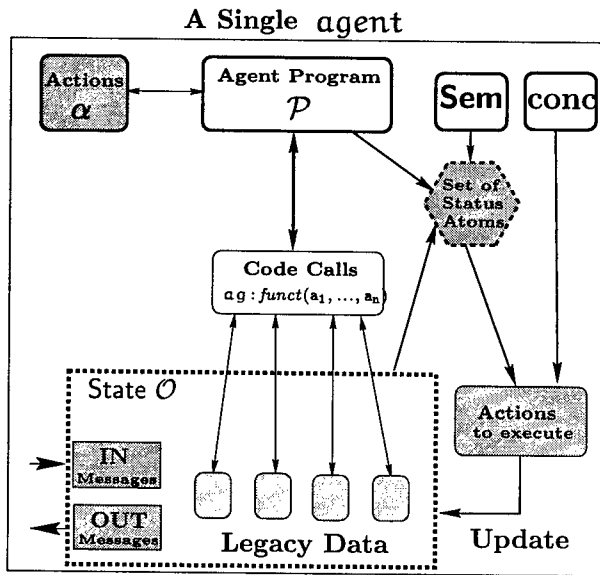 A Single agent
Actions
α
Agent Program
𝒫
Sem
conc
Set of
Status
Atoms
Code Calls
ag : funct(a₁, ..., aₙ)
State 𝒪
Actions
to execute
IN
Messages
OUT
Messages
Legacy Data
Update